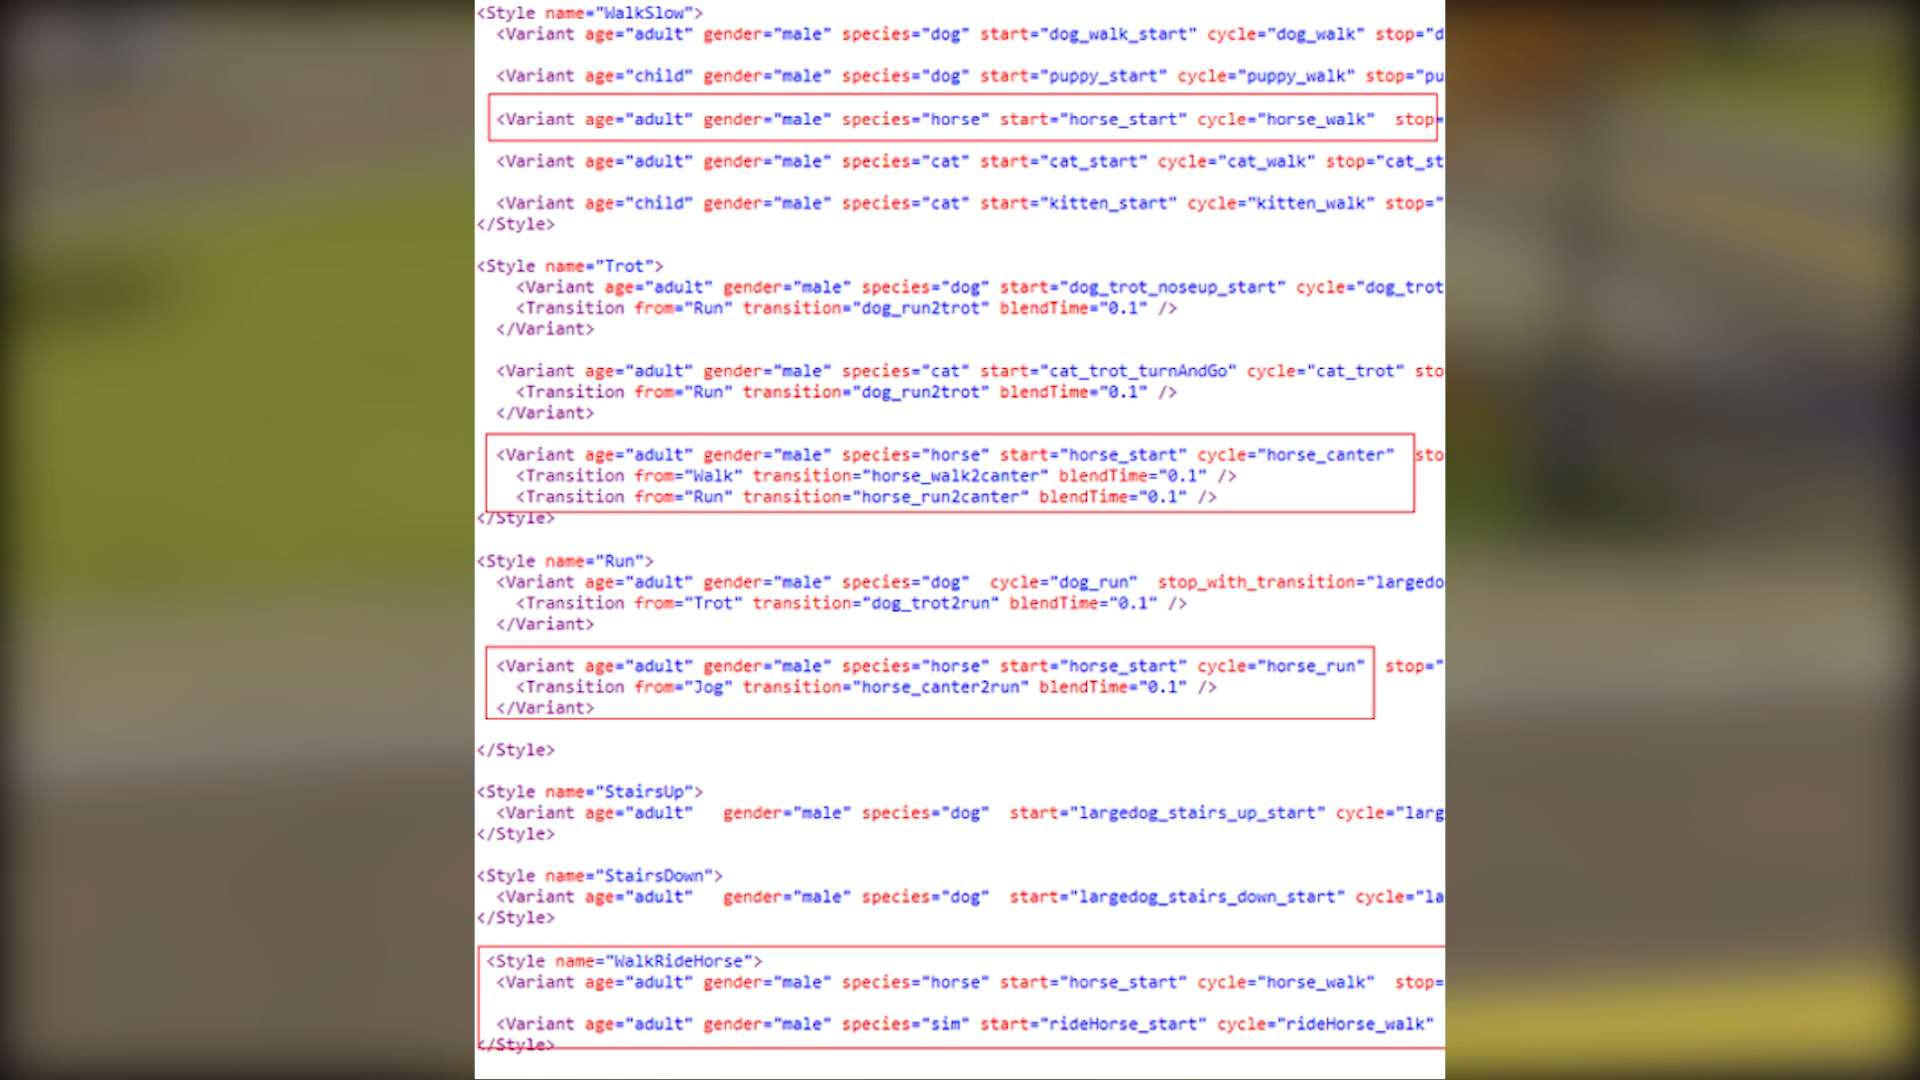 <Style name="WalkSlow">
<Variant age="adult" gender="male" species="dog" start="dog_walk_start" cycle="dog_walk" stop="d
<Variant age="child" gender="male" species="dog" start="puppy_start" cycle="puppy_walk" stop="pu
<Variant age="adult" gender="male" species="horse" start="horse_start" cycle="horse_walk" stop=
<Variant age="adult" gender="male" species="cat" start="cat_start" cycle="cat_walk" stop="cat_st
<Variant age="child" gender="male" species="cat" start="kitten_start" cycle="kitten_walk" stop="
</Style>
<Style name="Trot">
<Variant age="adult" gender="male" species="dog" start="dog_trot_noseup_start" cycle="dog_trot
<Transition from="Run" transition="dog_run2trot" blendTime="0.1" />
</Variant>
<Variant age="adult" gender="male" species="cat" start="cat_trot_turnAndGo" cycle="cat_trot" sto
<Transition from="Run" transition="dog_run2trot" blendTime="0.1" />
</Variant>
<Variant age="adult" gender="male" species="horse" start="horse_start" cycle="horse_canter" sto
<Transition from="Walk" transition="horse_walk2canter" blendTime="0.1" />
<Transition from="Run" transition="horse_run2canter" blendTime="0.1" />
</Style>
<Style name="Run">
<Variant age="adult" gender="male" species="dog" cycle="dog_run" stop_with_transition="largedo
<Transition from="Trot" transition="dog_trot2run" blendTime="0.1" />
</Variant>
<Variant age="adult" gender="male" species="horse" start="horse_start" cycle="horse_run" stop="
<Transition from="Jog" transition="horse_canter2run" blendTime="0.1" />
</Variant>
</Style>
<Style name="StairsUp">
<Variant age="adult" gender="male" species="dog" start="largedog_stairs_up_start" cycle="larg
</Style>
<Style name="StairsDown">
<Variant age="adult" gender="male" species="dog" start="largedog_stairs_down_start" cycle="la
</Style>
<Style name="WalkRideHorse">
<Variant age="adult" gender="male" species="horse" start="horse_start" cycle="horse_walk" stop=
<Variant age="adult" gender="male" species="sim" start="rideHorse_start" cycle="rideHorse_walk"
</Style>